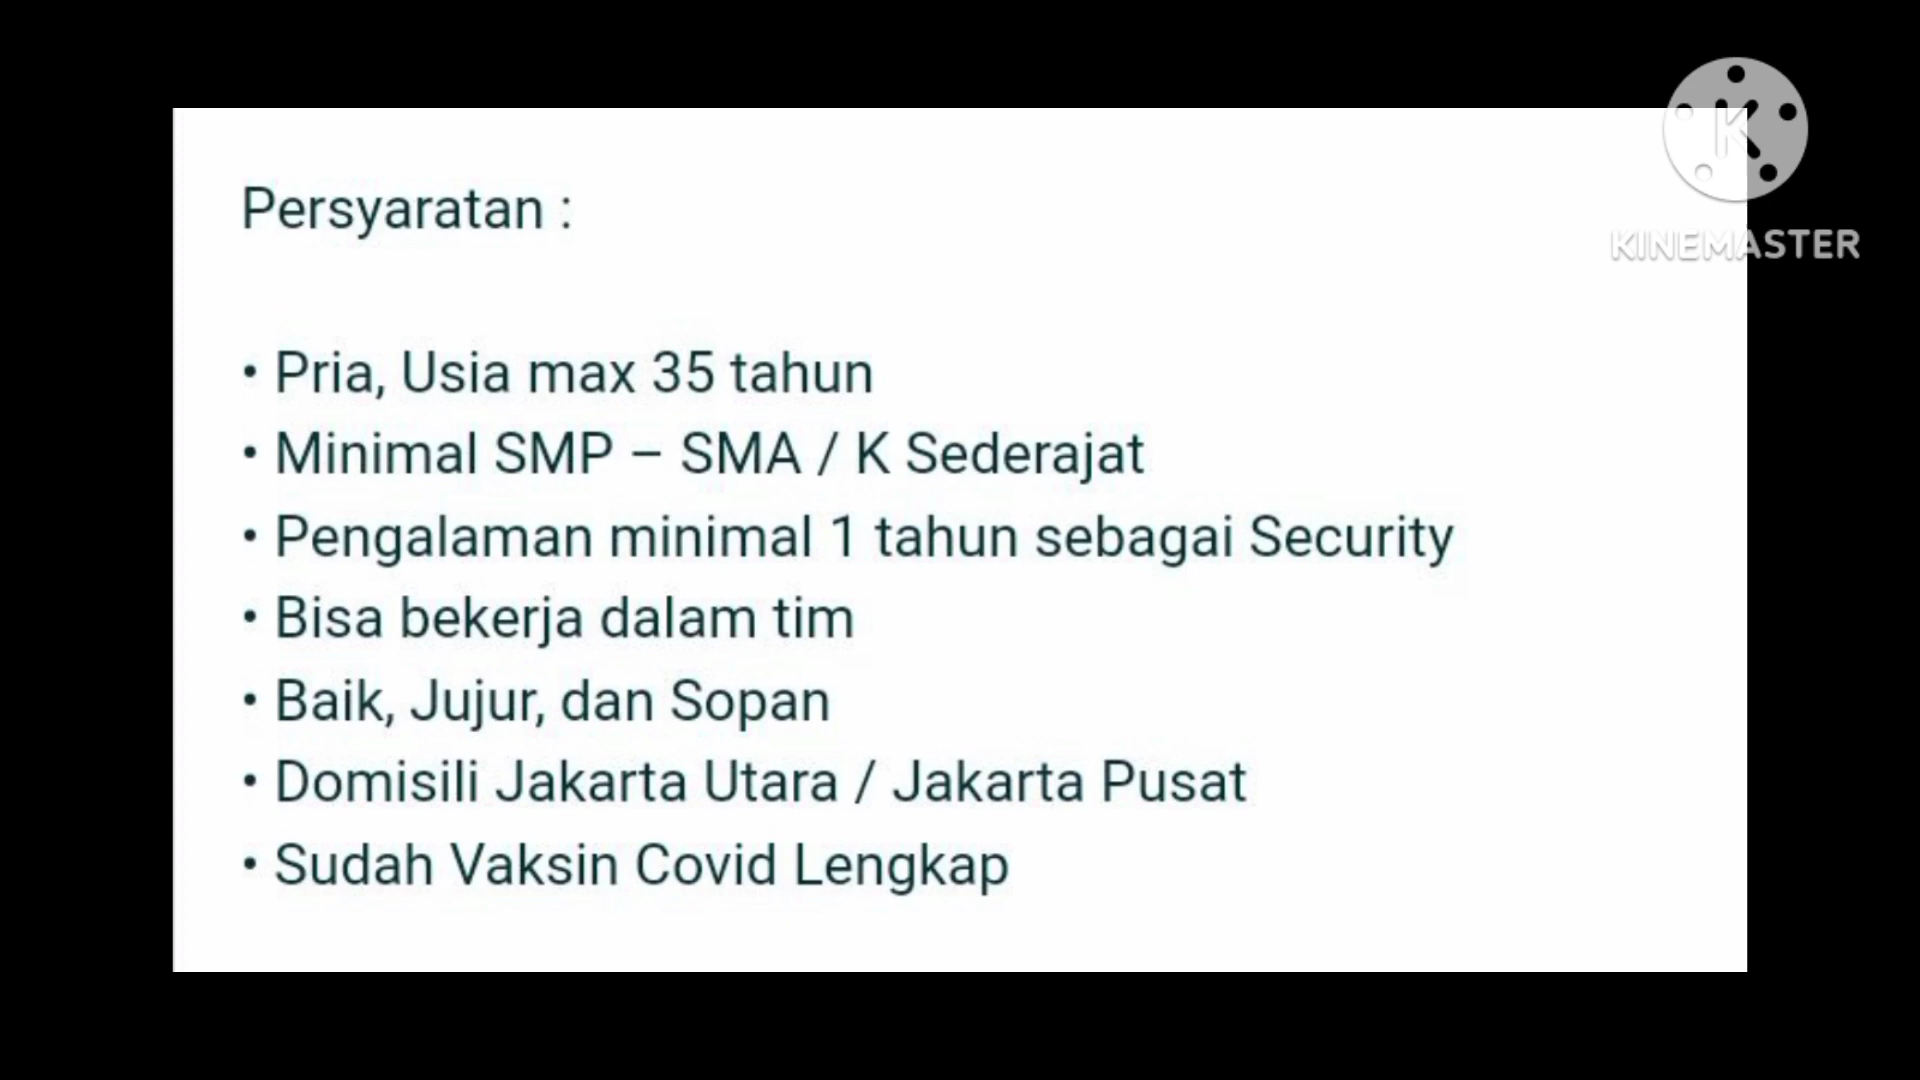 Persyaratan :
• Pria, Usia max 35 tahun
• Minimal SMP – SMA / K Sederajat
• Pengalaman minimal 1 tahun sebagai Security
• Bisa bekerja dalam tim
• Baik, Jujur, dan Sopan
• Domisili Jakarta Utara / Jakarta Pusat
• Sudah Vaksin Covid Lengkap
K
KINEMASTER